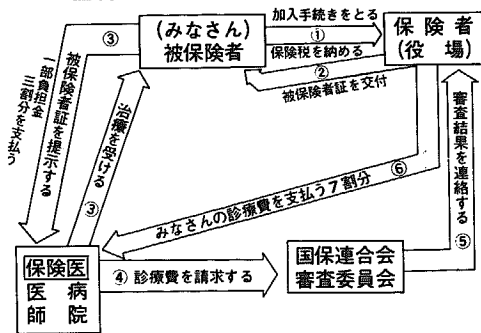 加入手続きをとる
①
保険税を納める
②
被保険者証を交付
(みなさん)
被保険者
保険者
(役場)
③
被保険者証を提示する
一部負担金
三割分を支払う
治療を受ける
③
みなさんの診療費を支払う7割分
⑥
審査結果を連絡する
⑤
保険医
医病
師院
④診療費を請求する
国保連合会
審査委員会